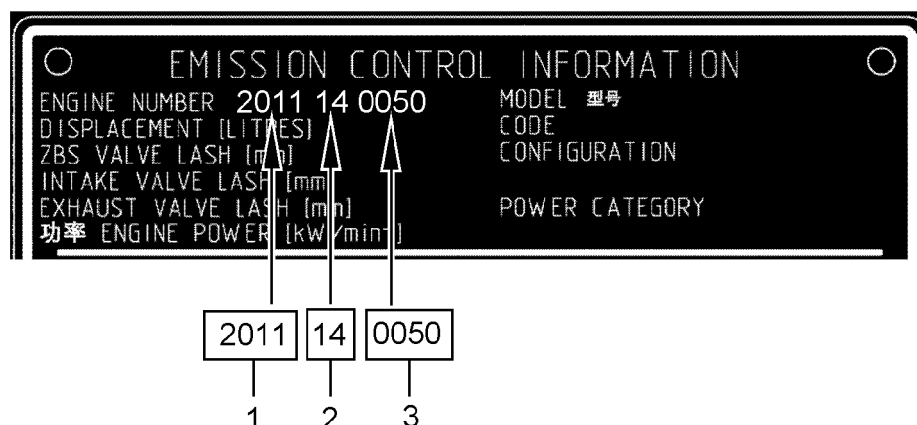 EMISSION CONTROL INFORMATION
ENGINE NUMBER 2011 14 0050 MODEL 型号
DISPLACEMENT [LITRES] CODE
ZBS VALVE LASH [mm] CONFIGURATION
INTAKE VALVE LASH [mm]
EXHAUST VALVE LASH [mm] POWER CATEGORY
功率 ENGINE POWER [kW/min-1]
2011 14 0050
1 2 3